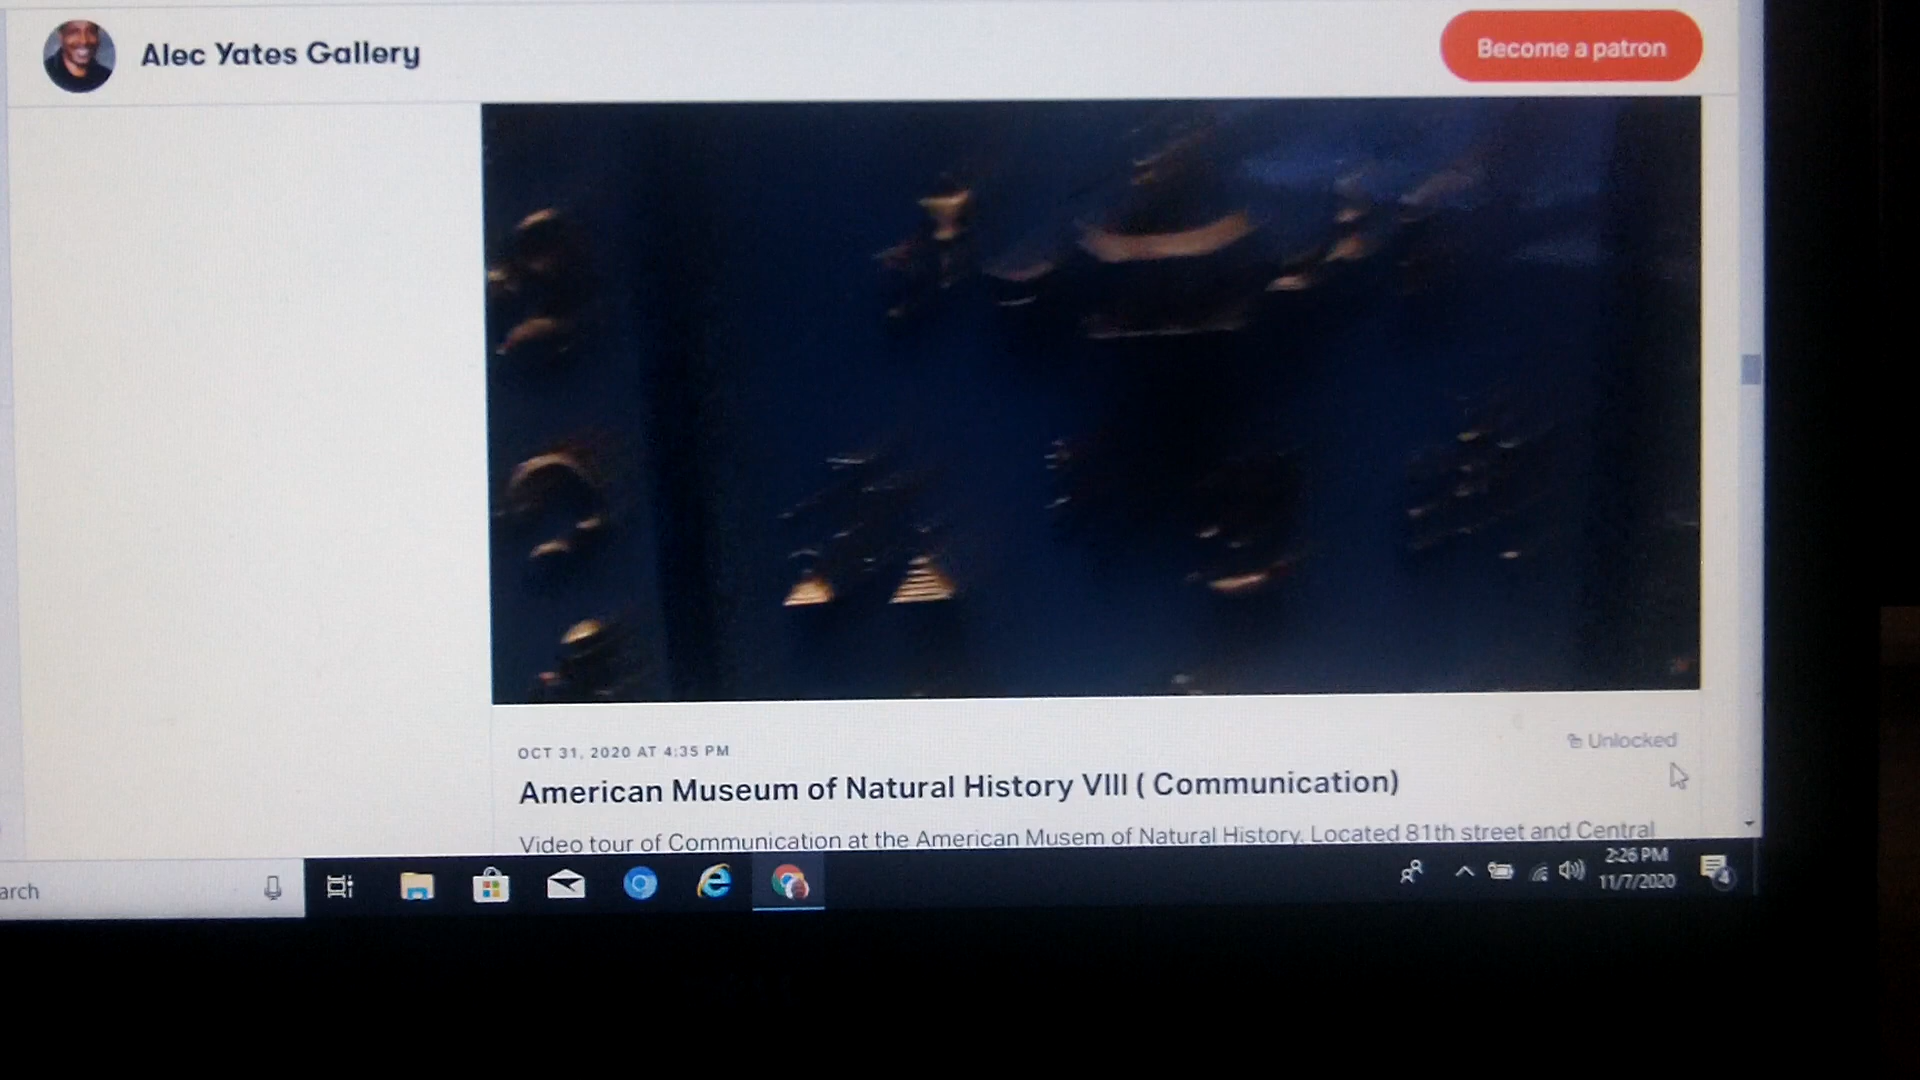 Alec Yates Gallery
Become a patron
OCT 31, 2020 AT 4:35 PM
Unlocked
American Museum of Natural History VIII ( Communication)
Video tour of Communication at the American Musem of Natural History. Located 81th street and Central
arch
2:26 PM
11/7/2020
4